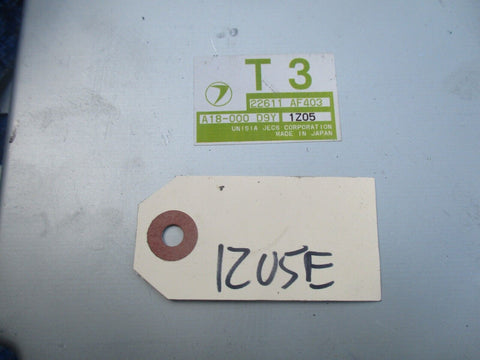 T 3
22611 AF403
A18-000 D9Y 1Z05
UNISIA JECS CORPORATION
MADE IN JAPAN
1Z05E